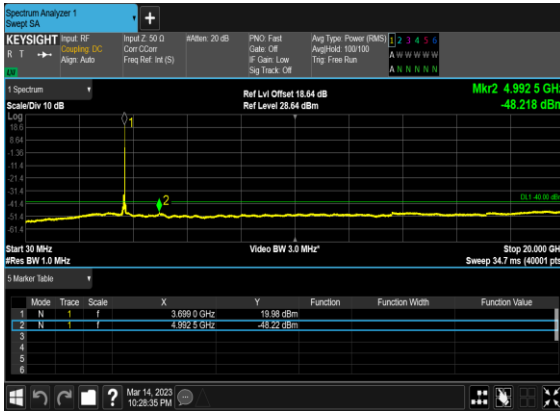 Spectrum Analyzer 1
Swept SA
+
KEYSIGHT Input: RF Input Z: 50 Ω #Atten: 20 dB PNO: Fast Avg Type: Power (RMS) 1 2 3 4 5 6
R T Coupling: DC Corr CCorr Gate: Off Avg|Hold: 100/100 A W W W W W
Align: Auto Freq Ref: Int (S) IF Gain: Low Trig: Free Run
LXI Sig Track: Off A N N N N N
1 Spectrum
Ref Lvl Offset 18.64 dB Mkr2 4.992 5 GHz
Scale/Div 10 dB Ref Level 28.64 dBm -48.218 dBm
Log
1
18.6
8.64
-1.36
-11.4
-21.4
-31.4
2 DL1 -40.00 dBm
-41.4
-51.4
-61.4
Start 30 MHz Video BW 3.0 MHz* Stop 20.000 GHz
#Res BW 1.0 MHz Sweep 34.7 ms (40001 pts)
5 Marker Table
Mode Trace Scale X Y Function Function Width Function Value
1 N 1 f 3.699 0 GHz 19.98 dBm
2 N 1 f 4.992 5 GHz -48.22 dBm
3
4
5
6
? Mar 14, 2023
10:28:35 PM